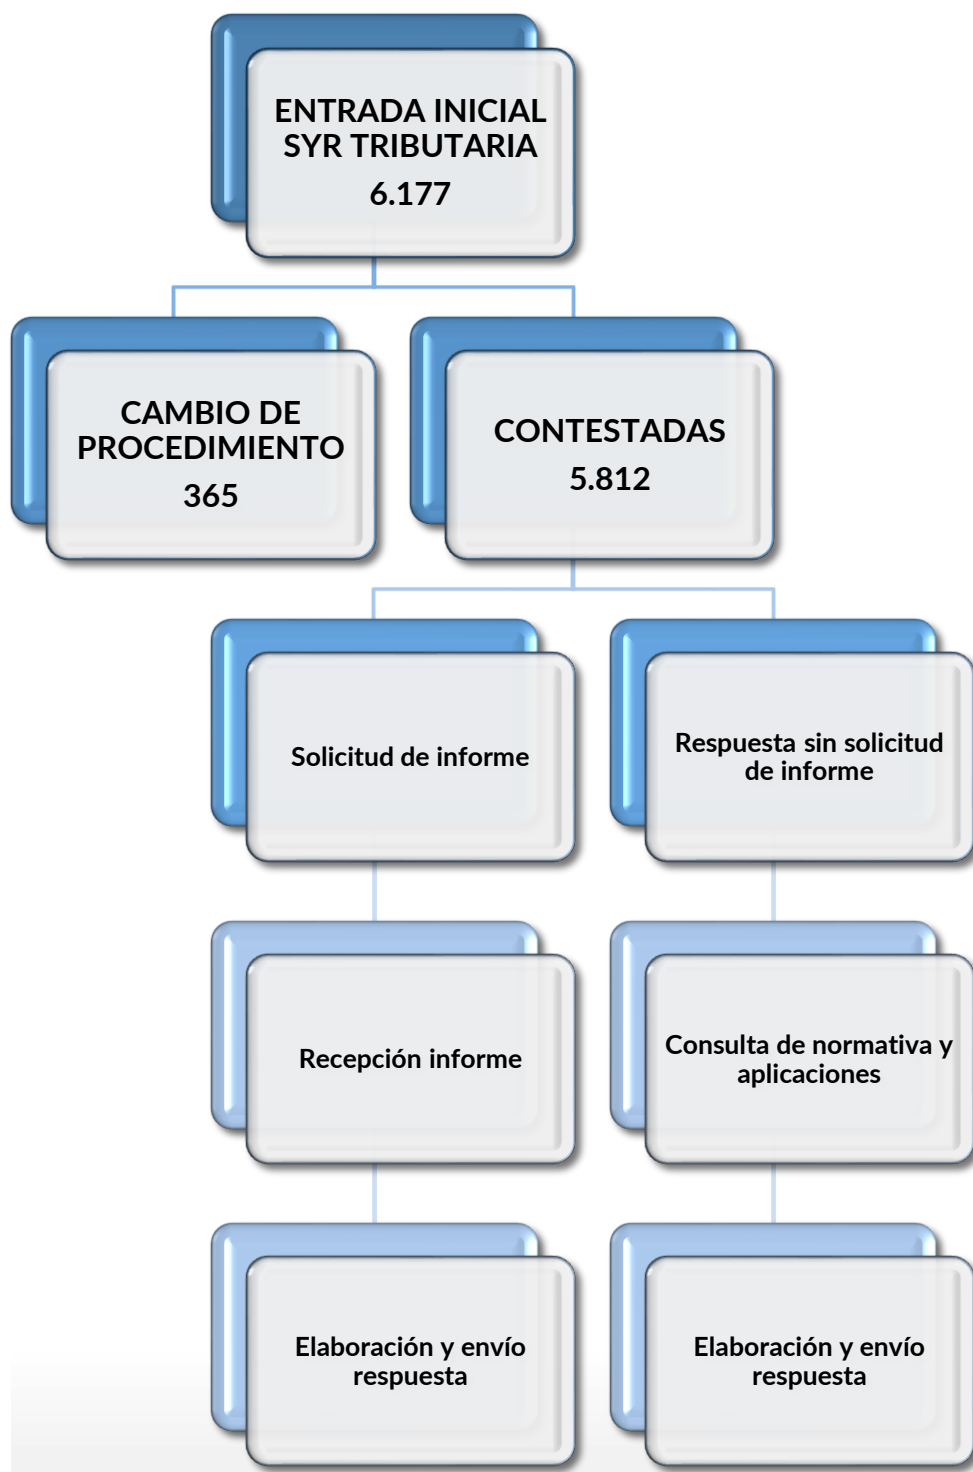 ENTRADA INICIAL
SYR TRIBUTARIA
6.177
CAMBIO DE
PROCEDIMIENTO
365
CONTESTADAS
5.812
Solicitud de informe
Respuesta sin solicitud
de informe
Recepción informe
Consulta de normativa y
aplicaciones
Elaboración y envío
respuesta
Elaboración y envío
respuesta